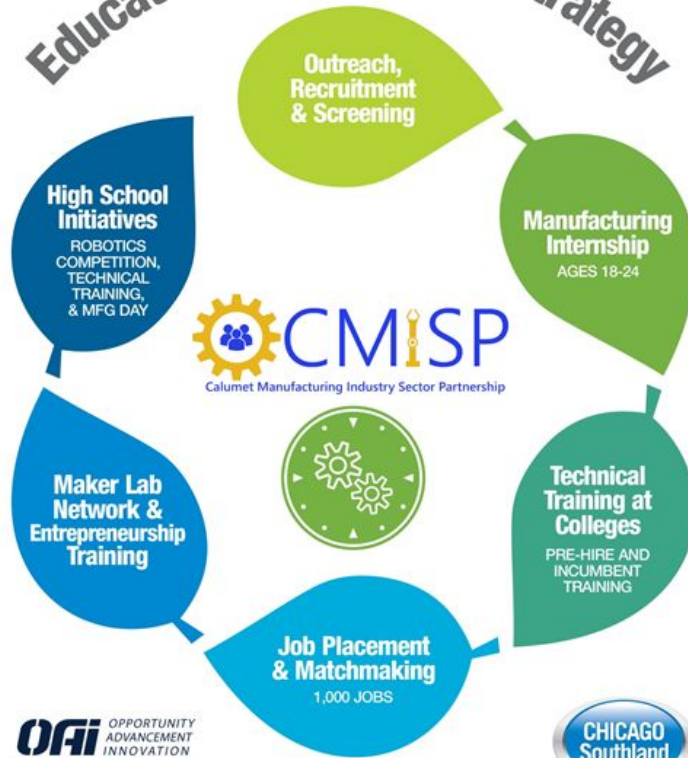 Outreach,
Recruitment
& Screening
Manufacturing
Internship
AGES 18-24
High School
Initiatives
ROBOTICS
COMPETITION,
TECHNICAL
TRAINING,
& MFG DAY
CMISP
Calumet Manufacturing Industry Sector Partnership
Technical
Training at
Colleges
PRE-HIRE AND
INCUMBENT
TRAINING
Maker Lab
Network &
Entrepreneurship
Training
Job Placement
& Matchmaking
1,000 JOBS
OAi
OPPORTUNITY
ADVANCEMENT
INNOVATION
CHICAGO
Southland